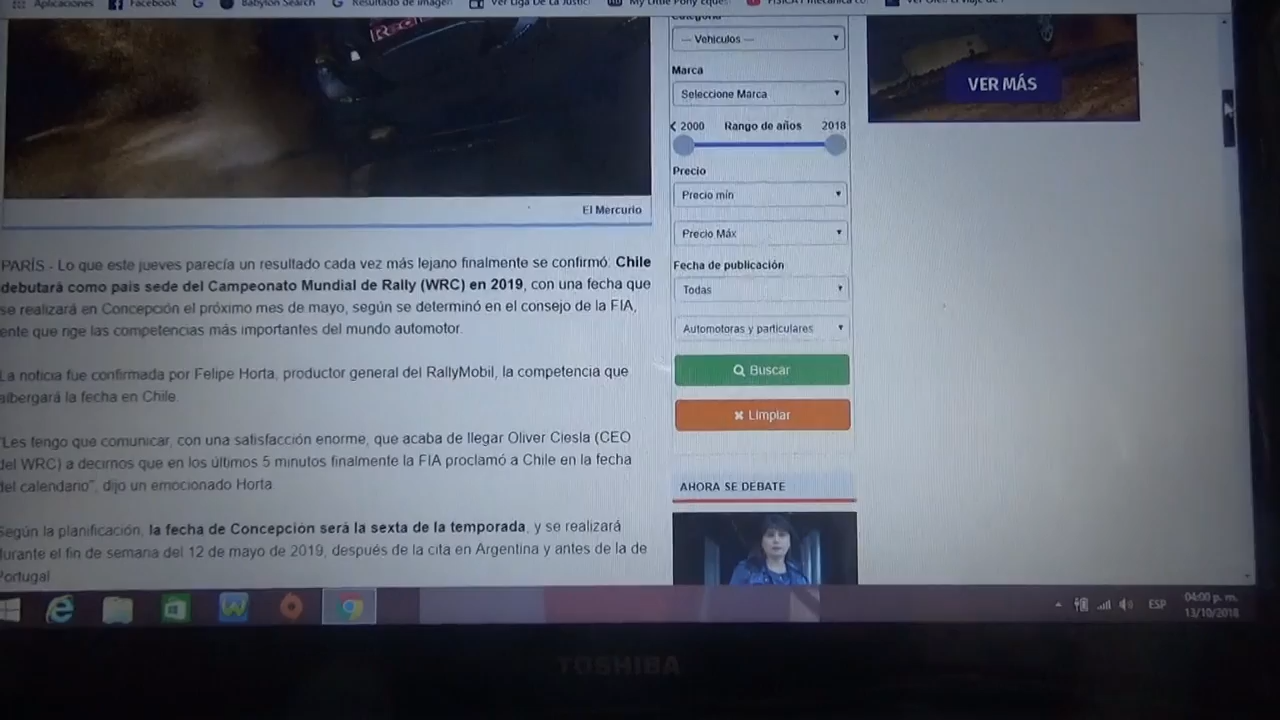 Aplicaciones Facebook Babylon Search Resultado de imagen Ver Liga De La Justic My Little Pony Eques
Categoría
--- Vehículos ---
Marca
Seleccione Marca
VER MÁS
2000 Rango de años 2018
Precio
Precio mín
Precio Máx
Fecha de publicación
Todas
Automotoras y particulares
Buscar
Limpiar
AHORA SE DEBATE
El Mercurio
PARÍS - Lo que este jueves parecía un resultado cada vez más lejano finalmente se confirmó: Chile
debutará como país sede del Campeonato Mundial de Rally (WRC) en 2019, con una fecha que
se realizará en Concepción el próximo mes de mayo, según se determinó en el consejo de la FIA,
ente que rige las competencias más importantes del mundo automotor.
La noticia fue confirmada por Felipe Horta, productor general del RallyMobil, la competencia que
albergará la fecha en Chile.
"Les tengo que comunicar, con una satisfacción enorme, que acaba de llegar Oliver Ciesla (CEO
del WRC) a decirnos que en los últimos 5 minutos finalmente la FIA proclamó a Chile en la fecha
del calendario", dijo un emocionado Horta.
Según la planificación, la fecha de Concepción será la sexta de la temporada, y se realizará
durante el fin de semana del 12 de mayo de 2019, después de la cita en Argentina y antes de la de
Portugal.
ESP
04:00 p. m.
13/10/2018
TOSHIBA